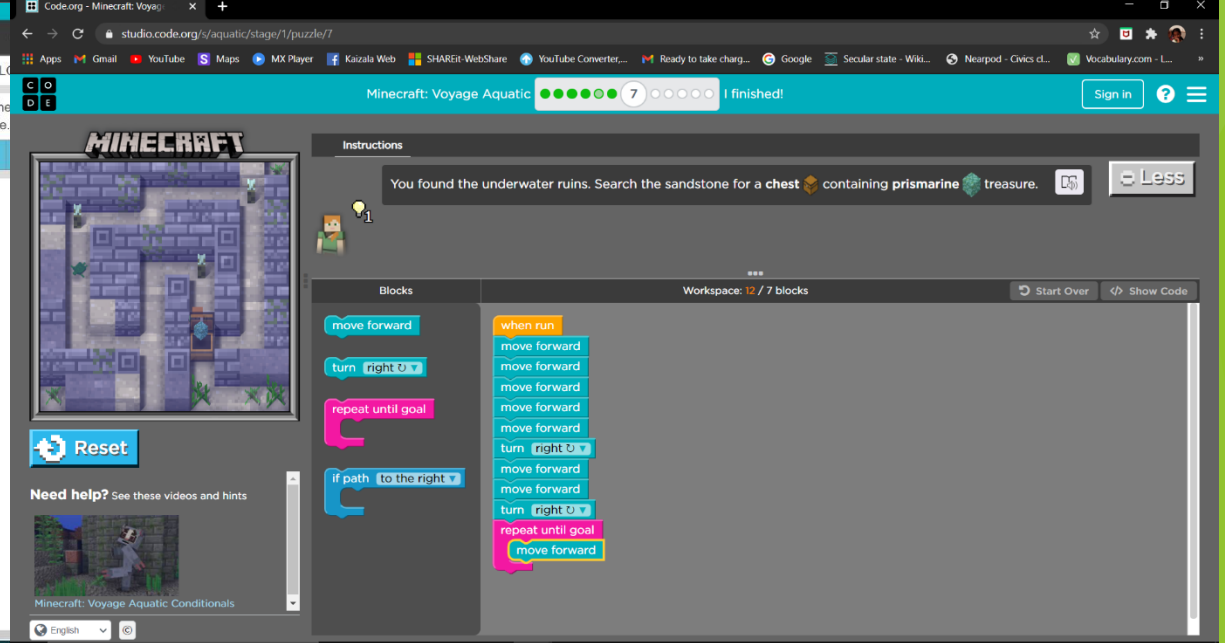 Code.org - Minecraft: Voyag
studio.code.org/s/aquatic/stage/1/puzzle/7
Apps Gmail YouTube Maps MX Player Kaizala Web SHAREit-WebShare YouTube Converter,... Ready to take charg... Google Secular state - Wiki... Nearpod - Civics cl... Vocabulary.com - L... »
C O
D E
Minecraft: Voyage Aquatic 7 I finished!
Sign in ?
MINECRAFT
Instructions
You found the underwater ruins. Search the sandstone for a chest containing prismarine treasure.
Less
1
Blocks
Workspace: 12 / 7 blocks
Start Over
</> Show Code
move forward
turn right ↻ ▼
repeat until goal
if path to the right ▼
when run
move forward
move forward
move forward
move forward
move forward
turn right ↻ ▼
move forward
move forward
turn right ↻ ▼
repeat until goal
move forward
Reset
Need help? See these videos and hints
Minecraft: Voyage Aquatic Conditionals
English
©